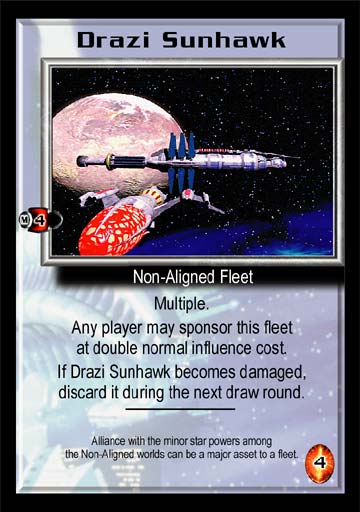 Drazi Sunhawk
M 4
Non-Aligned Fleet
Multiple.
Any player may sponsor this fleet
at double normal influence cost.
If Drazi Sunhawk becomes damaged,
discard it during the next draw round.
Alliance with the minor star powers among
the Non-Aligned worlds can be a major asset to a fleet.
4